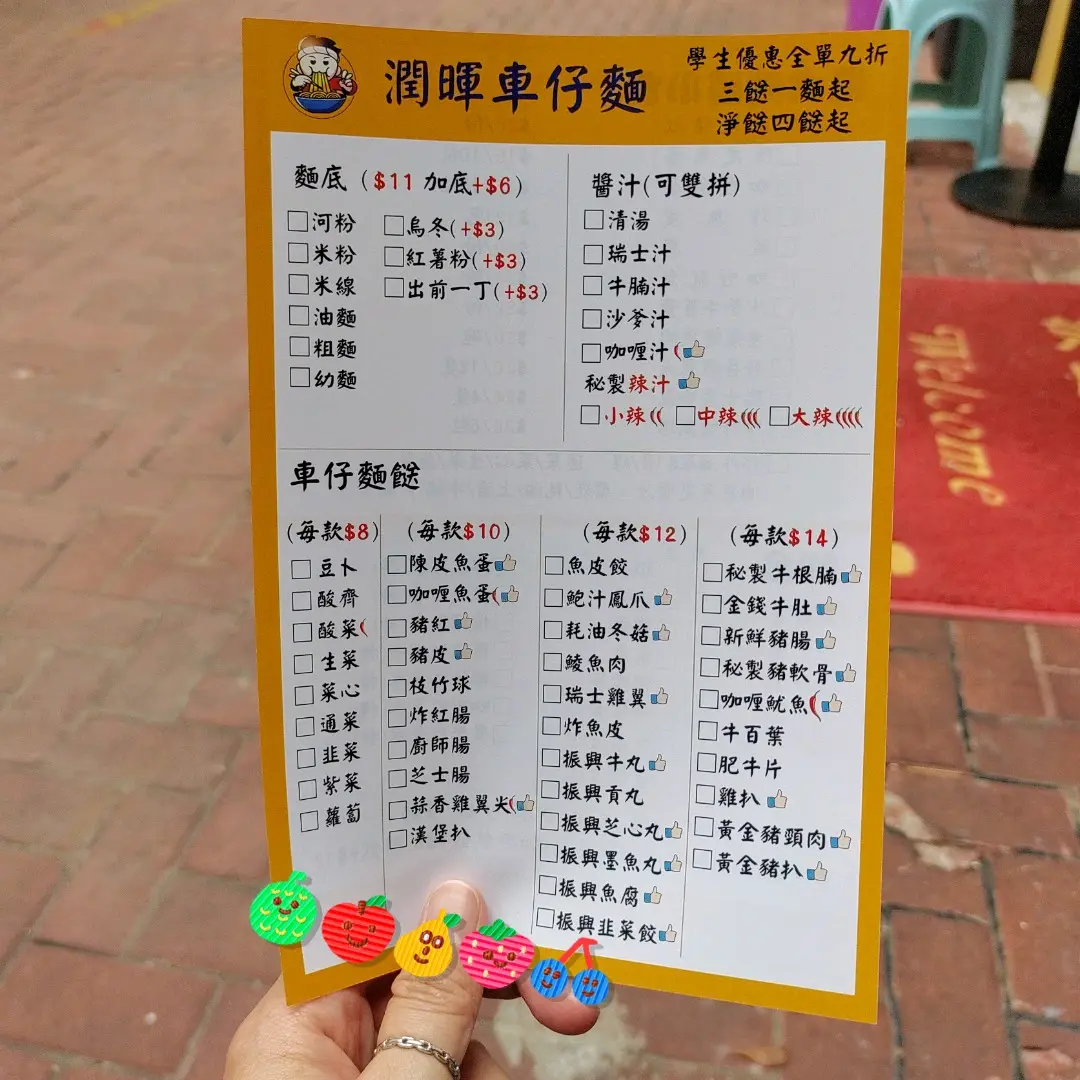 潤暉車仔麵
學生優惠全單九折
三餸一麵起
淨餸四餸起
麵底($11 加底+$6)
河粉
米粉
米線
油麵
粗麵
幼麵
烏冬(+$3)
紅薯粉(+$3)
出前一丁(+$3)
醬汁(可雙拼)
清湯
瑞士汁
牛腩汁
沙爹汁
咖喱汁
秘製辣汁
小辣 中辣 大辣
車仔麵餸
(每款$8)
豆卜
酸齊
酸菜
生菜
菜心
通菜
韭菜
紫菜
蘿蔔
(每款$10)
陳皮魚蛋
咖喱魚蛋
豬紅
豬皮
枝竹球
炸紅腸
廚師腸
芝士腸
蒜香雞翼尖
漢堡扒
(每款$12)
魚皮餃
鮑汁鳳爪
耗油冬菇
鯪魚肉
瑞士雞翼
炸魚皮
振興牛丸
振興貢丸
振興芝心丸
振興墨魚丸
振興魚腐
振興韭菜餃
(每款$14)
秘製牛根腩
金錢牛肚
新鮮豬腸
秘製豬軟骨
咖喱魷魚
牛百葉
肥牛片
雞扒
黃金豬頸肉
黃金豬扒
Welcome